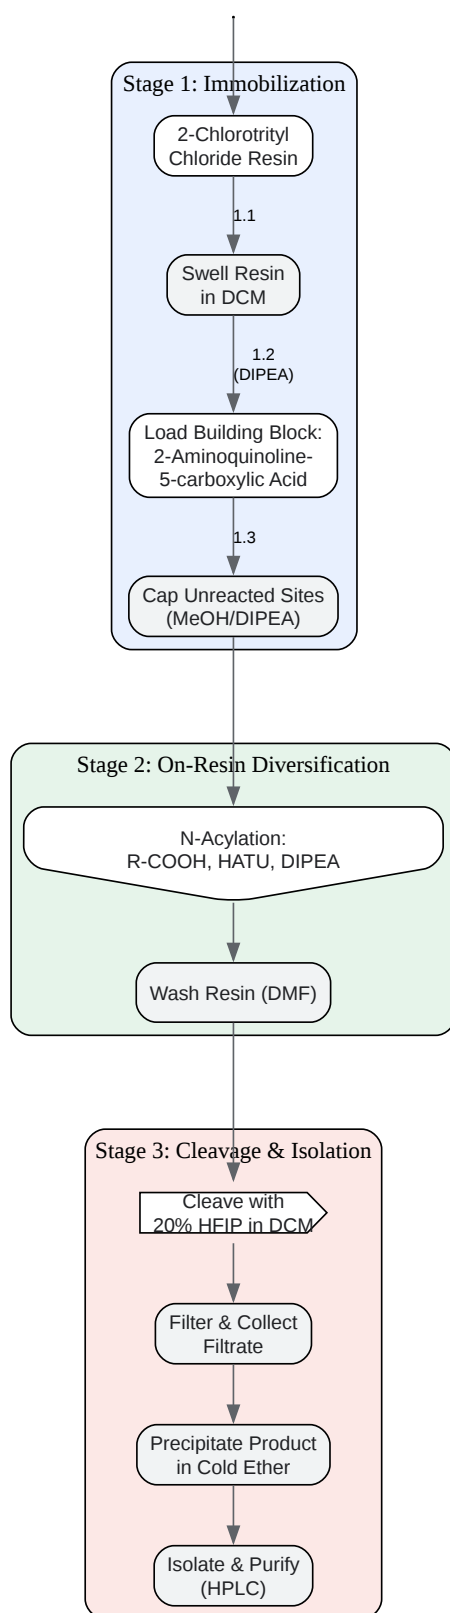 Stage 1: Immobilization
2-Chlorotrityl
Chloride Resin
1.1
Swell Resin
in DCM
1.2
(DIPEA)
Load Building Block:
2-Aminoquinoline-
5-carboxylic Acid
1.3
Cap Unreacted Sites
(MeOH/DIPEA)
Stage 2: On-Resin Diversification
N-Acylation:
R-COOH, HATU, DIPEA
Wash Resin (DMF)
Stage 3: Cleavage & Isolation
Cleave with
20% HFIP in DCM
Filter & Collect
Filtrate
Precipitate Product
in Cold Ether
Isolate & Purify
(HPLC)